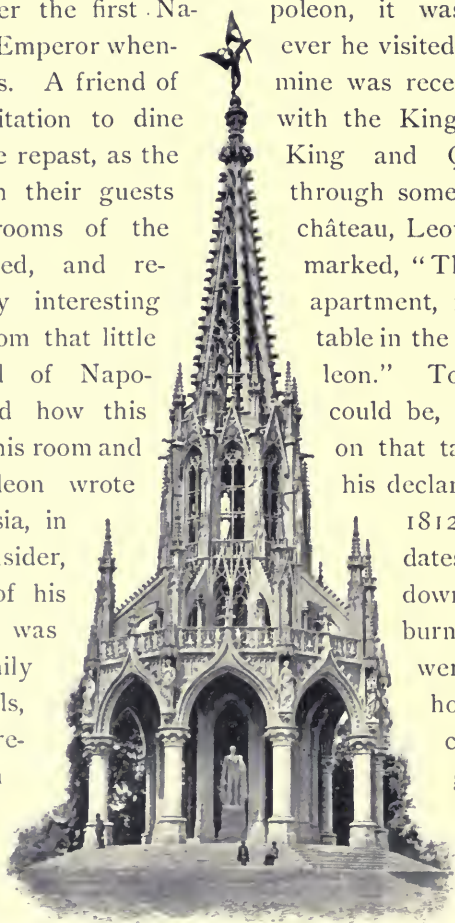 er the first Na- poleon, it was
Emperor when- ever he visited
s. A friend of mine was rece
itation to dine with the King
e repast, as the King and Q
n their guests through some
rooms of the château, Leo
ed, and re- marked, “Th
y interesting apartment,
om that little table in the
l of Napo- leon.” To
d how this could be,
his room and on that ta
leon wrote his declar
sia, in 1812
sider, dates
of his down
was burn
ily wer
ls, ho
re- c